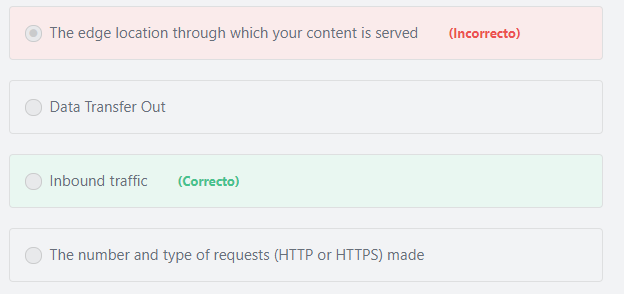 The edge location through which your content is served (Incorrecto)
Data Transfer Out
Inbound traffic (Correcto)
The number and type of requests (HTTP or HTTPS) made